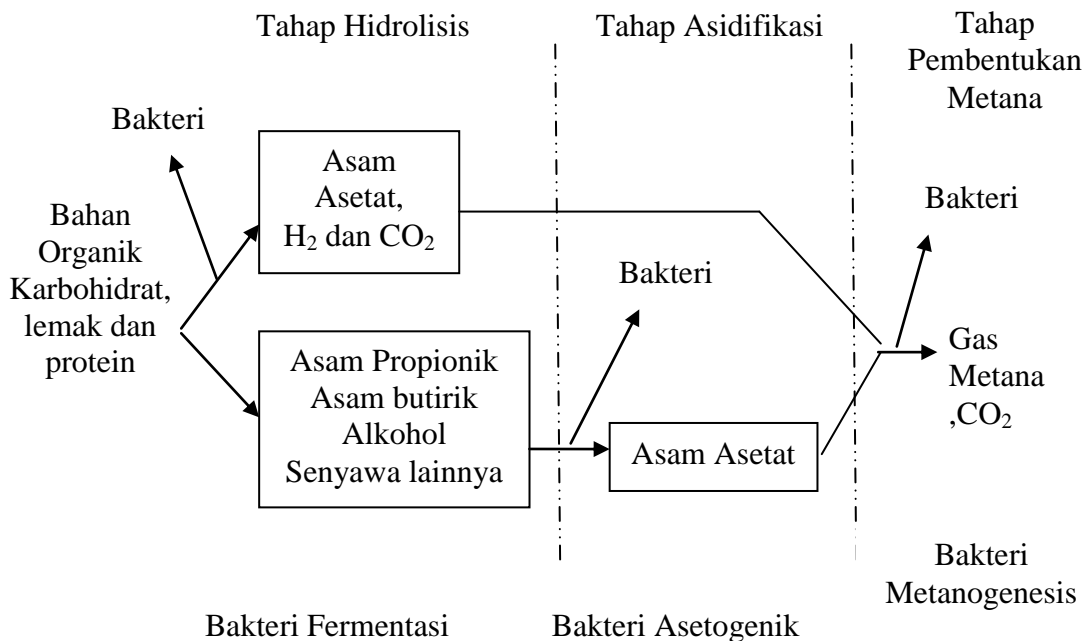 Tahap Hidrolisis
Tahap Asidifikasi
Tahap
Pembentukan
Metana
Bakteri
Asam
Asetat,
H₂ dan CO₂
Bahan
Organik
Karbohidrat,
lemak dan
protein
Bakteri
Bakteri
Asam Propionik
Asam butirik
Alkohol
Senyawa lainnya
Asam Asetat
Gas
Metana
,CO₂
Bakteri
Metanogenesis
Bakteri Fermentasi
Bakteri Asetogenik